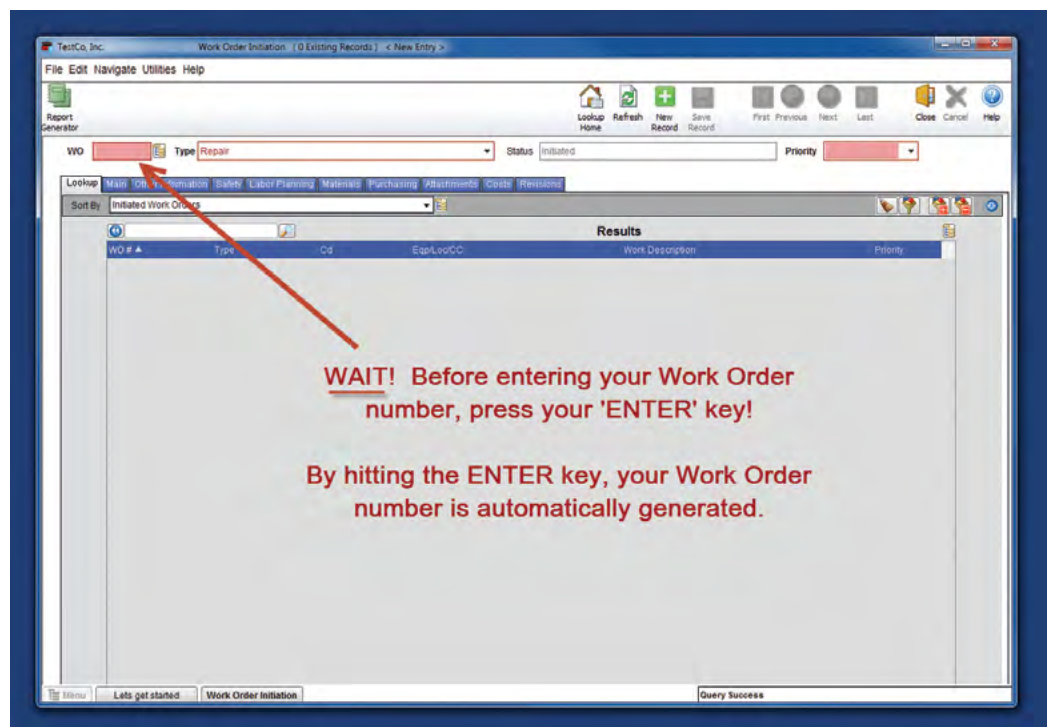 TestCo, Inc. Work Order Initiation ( 0 Existing Records ) < New Entry >
File Edit Navigate Utilities Help
Report Generator
Lookup Home Refresh New Record Save Record First Previous Next Last Close Cancel Help
WO Type Repair Status Initiated Priority
Lookup Main Safety Labor Planning Materials Purchasing Attachments Costs Revisions
Sort By Initiated Work Orders
Results
WO # Type Cd Eqp/Loc/CC Work Description Priority
WAIT! Before entering your Work Order
number, press your 'ENTER' key!
By hitting the ENTER key, your Work Order
number is automatically generated.
Menu Lets get started Work Order Initiation Query Success